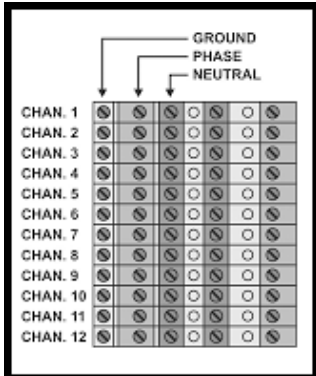 GROUND
PHASE
NEUTRAL
CHAN. 1
CHAN. 2
CHAN. 3
CHAN. 4
CHAN. 5
CHAN. 6
CHAN. 7
CHAN. 8
CHAN. 9
CHAN. 10
CHAN. 11
CHAN. 12